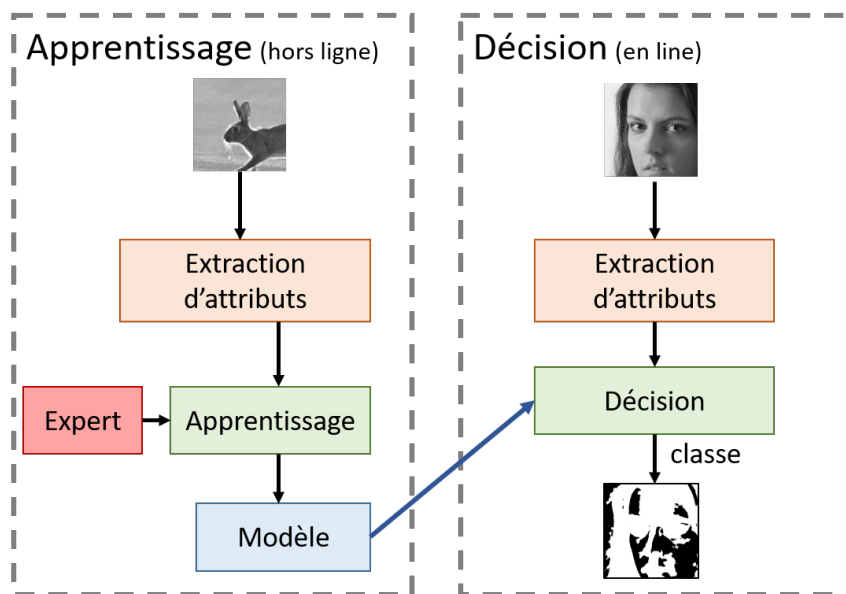 Apprentissage (hors ligne)
Extraction
d'attributs
Expert
Apprentissage
Modèle
Décision (en line)
Extraction
d'attributs
Décision
classe